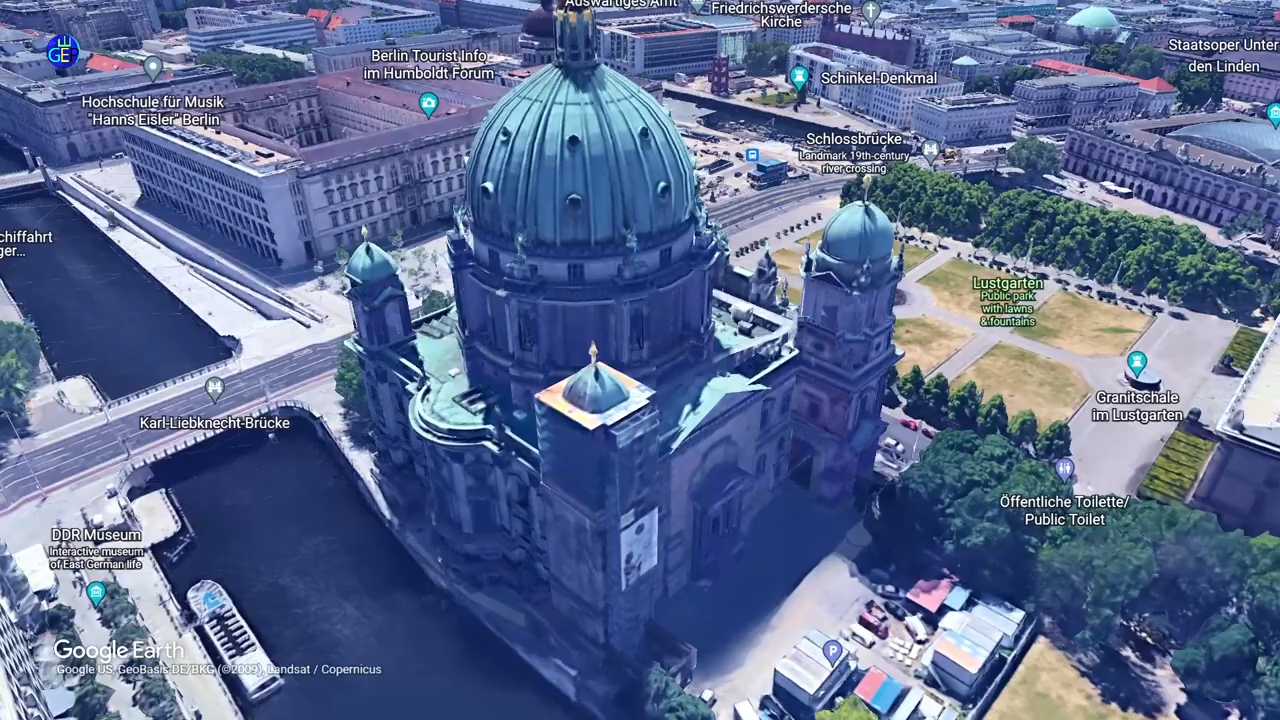 Auswärtiges Amt
Friedrichswerdersche
Kirche
Staatsoper Unter
den Linden
GEP
Berlin Tourist Info
im Humboldt Forum
Schinkel-Denkmal
Hochschule für Musik
"Hanns Eisler" Berlin
Schlossbrücke
Landmark 19th-century
river crossing
chiffahrt
ger...
Lustgarten
Public park
with lawns
& fountains
Karl-Liebknecht-Brücke
Granitschale
im Lustgarten
Öffentliche Toilette/
Public Toilet
DDR Museum
Interactive museum
of East German life
P
Google Earth
Google US, GeoBasis-DE/BKG (©2009), Landsat / Copernicus